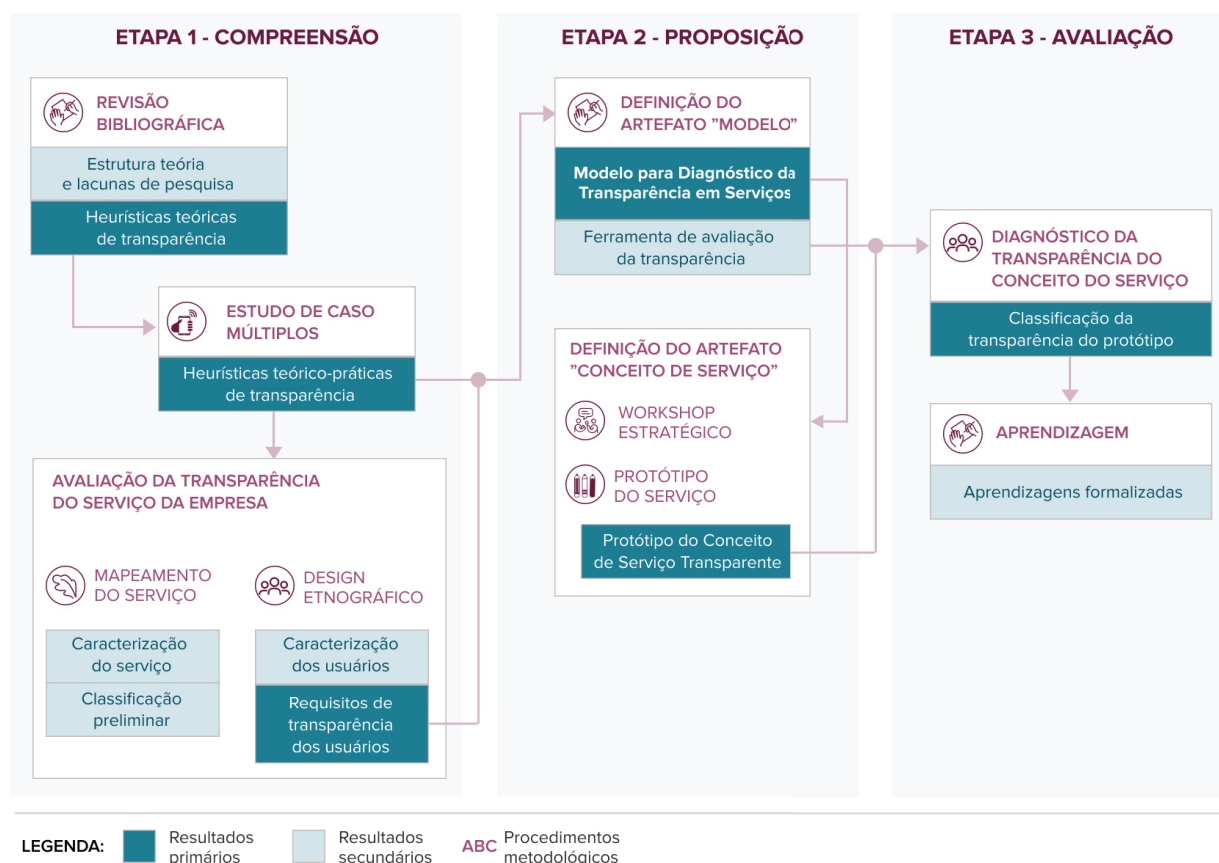 ETAPA 1 - COMPREENSÃO
REVISÃO
BIBLIOGRÁFICA
Estrutura teória
e lacunas de pesquisa
Heurísticas teóricas
de transparência
ESTUDO DE CASO
MÚLTIPLOS
Heurísticas teórico-práticas
de transparência
AVALIAÇÃO DA TRANSPARÊNCIA
DO SERVIÇO DA EMPRESA
MAPEAMENTO
DO SERVIÇO
Caracterização
do serviço
Classificação
preliminar
DESIGN
ETNOGRÁFICO
Caracterização
dos usuários
Requisitos de
transparência
dos usuários
ETAPA 2 - PROPOSIÇÃO
DEFINIÇÃO DO
ARTEFATO "MODELO"
Modelo para Diagnóstico da
Transparência em Serviços
Ferramenta de avaliação
da transparência
DEFINIÇÃO DO ARTEFATO
"CONCEITO DE SERVIÇO"
WORKSHOP
ESTRATÉGICO
PROTÓTIPO
DO SERVIÇO
Protótipo do Conceito
de Serviço Transparente
ETAPA 3 - AVALIAÇÃO
DIAGNÓSTICO DA
TRANSPARÊNCIA DO
CONCEITO DO SERVIÇO
Classificação da
transparência do protótipo
APRENDIZAGEM
Aprendizagens formalizadas
LEGENDA:
Resultados
primários
Resultados
secundários
ABC
Procedimentos
metodológicos